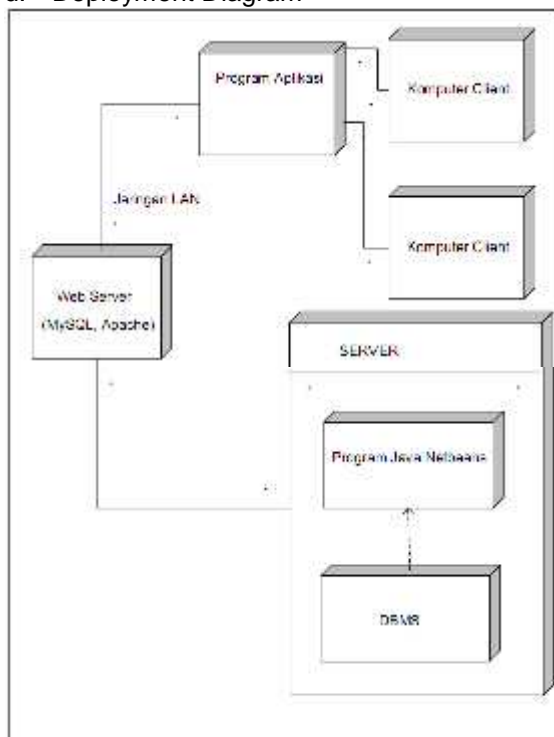 d. Deployment Diagram
Program Aplikasi
Komputer Client
Jaringan LAN
Komputer Client
Web Server
(MySQL, Apache)
SERVER
Program Java Netbeans
DBMS